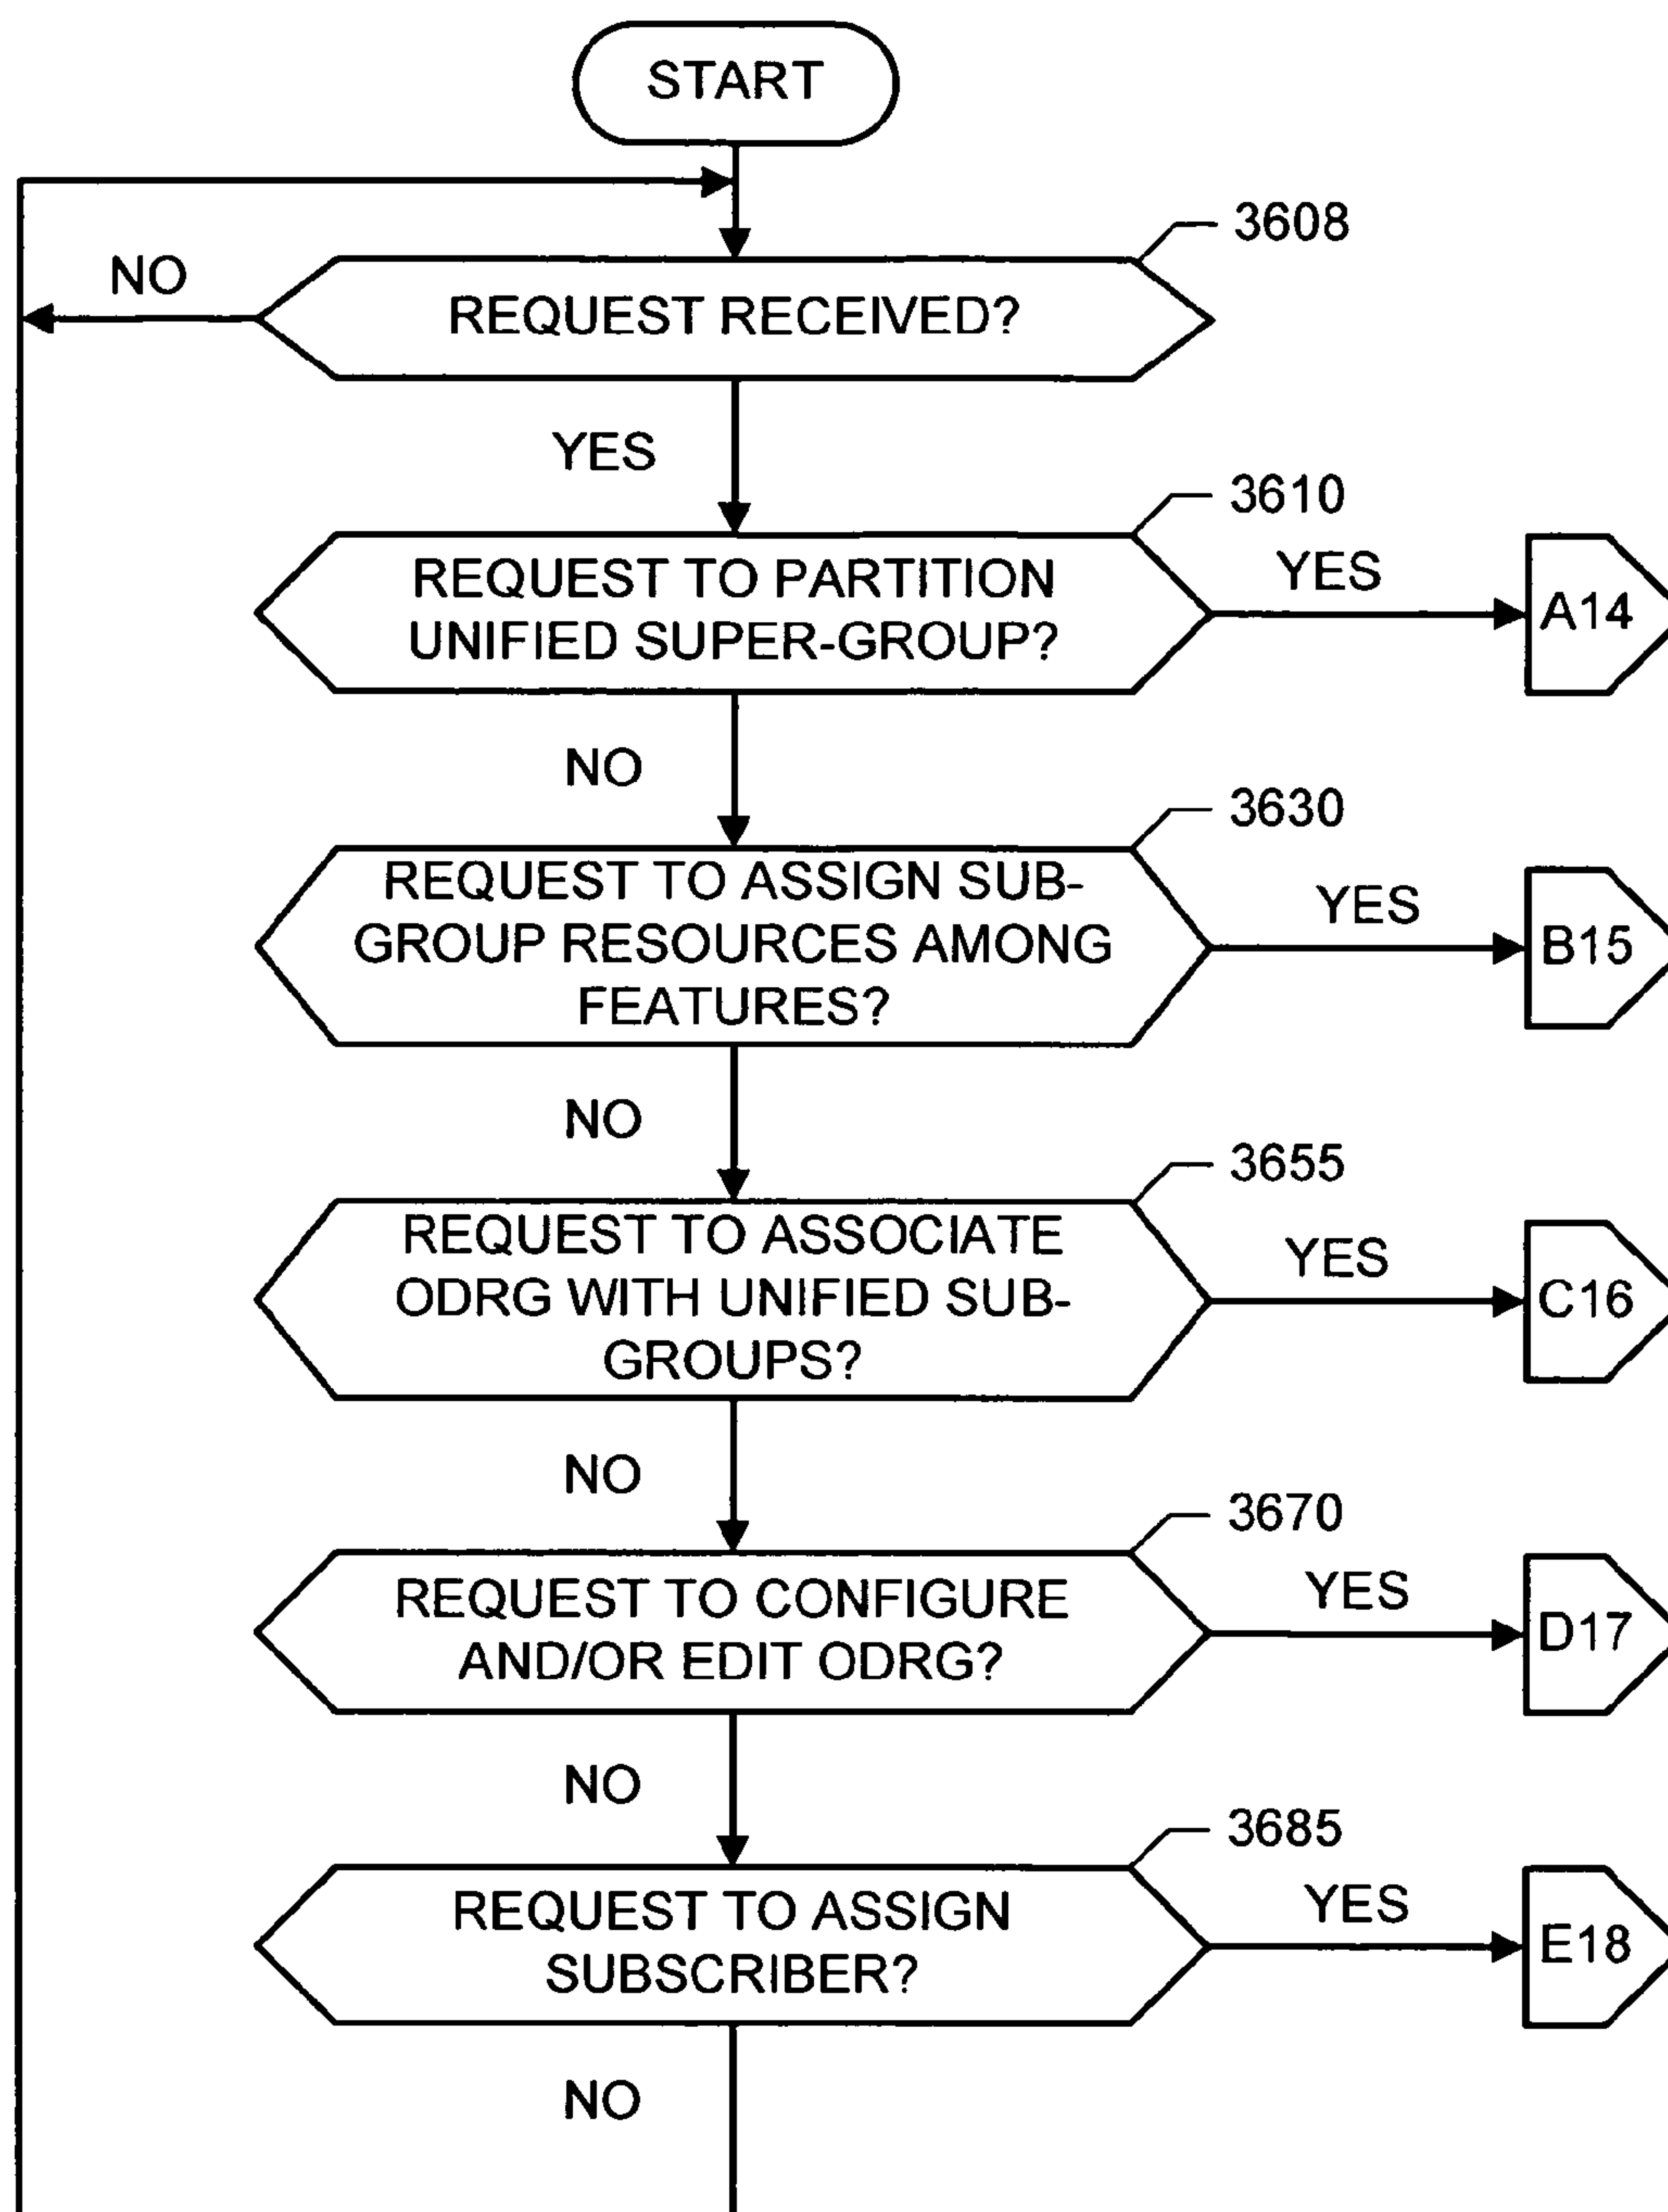 START
3608
NO
REQUEST RECEIVED?
YES
3610
REQUEST TO PARTITION
UNIFIED SUPER-GROUP?
YES
A14
NO
3630
REQUEST TO ASSIGN SUB-
GROUP RESOURCES AMONG
FEATURES?
YES
B15
NO
3655
REQUEST TO ASSOCIATE
ODRG WITH UNIFIED SUB-
GROUPS?
YES
C16
NO
3670
REQUEST TO CONFIGURE
AND/OR EDIT ODRG?
YES
D17
NO
3685
REQUEST TO ASSIGN
SUBSCRIBER?
YES
E18
NO